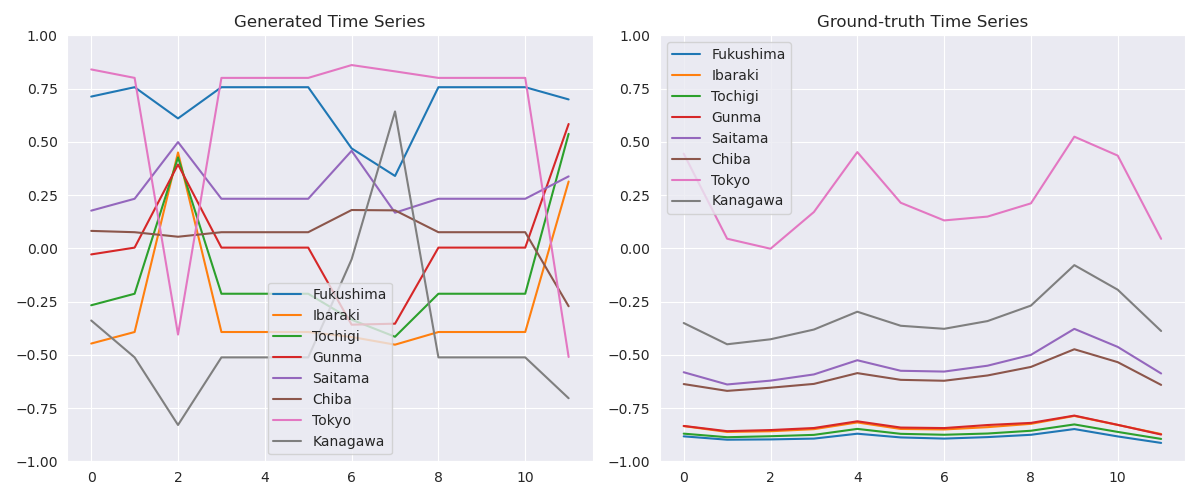 Generated Time Series
1.00
0.75
0.50
0.25
0.00
−0.25
−0.50
−0.75
−1.00
0 2 4 6 8 10
Fukushima
Ibaraki
Tochigi
Gunma
Saitama
Chiba
Tokyo
Kanagawa
Ground-truth Time Series
1.00
0.75
0.50
0.25
0.00
−0.25
−0.50
−0.75
−1.00
0 2 4 6 8 10
Fukushima
Ibaraki
Tochigi
Gunma
Saitama
Chiba
Tokyo
Kanagawa